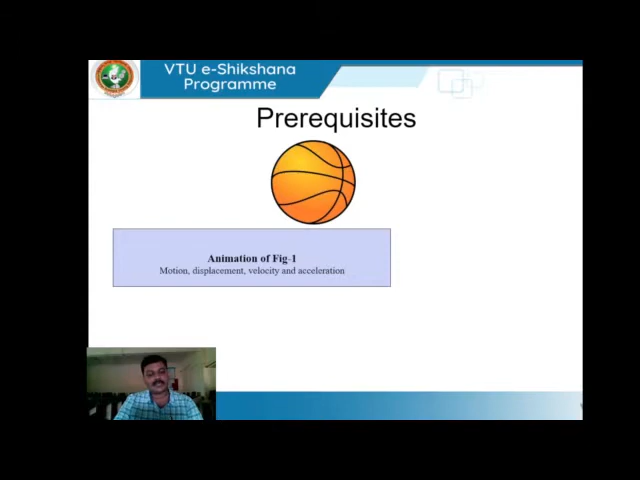 VTU e-Shikshana
Programme
Prerequisites
Animation of Fig-1
Motion, displacement, velocity and acceleration